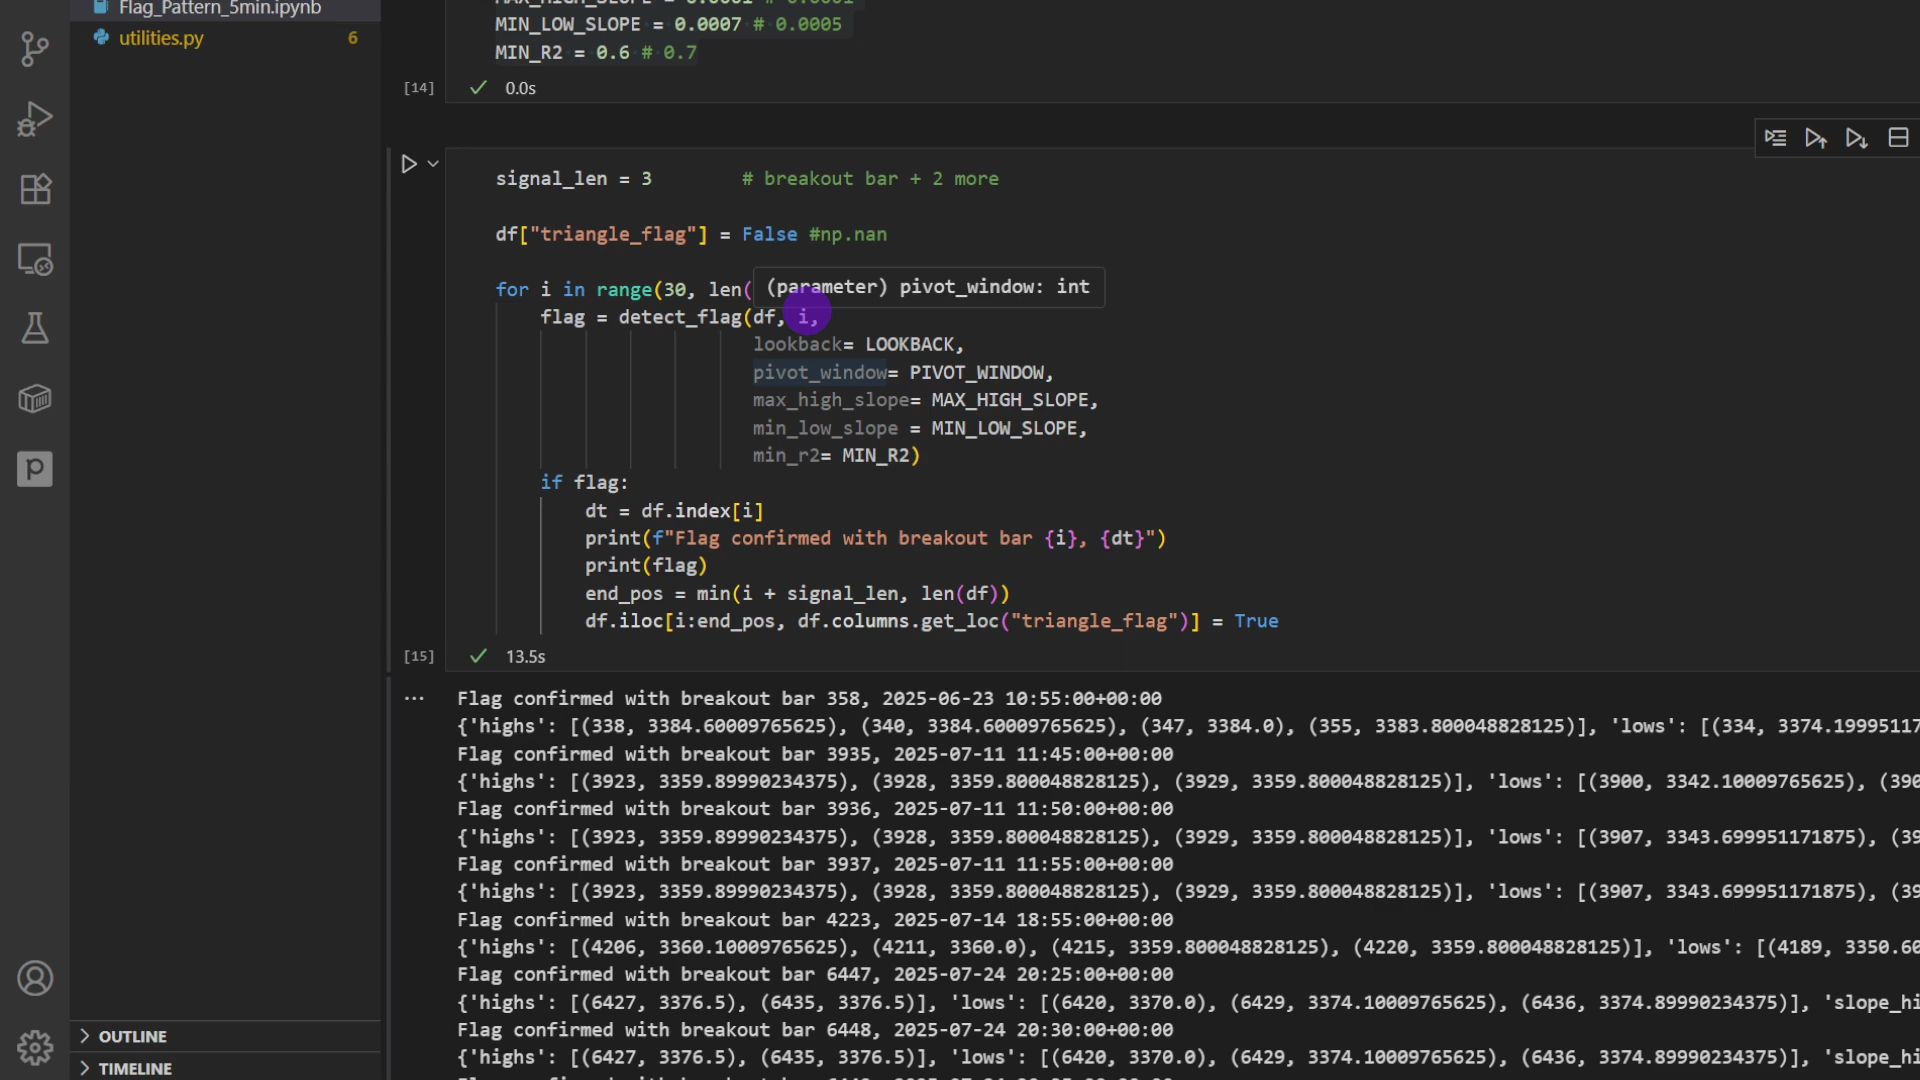 Flag_Pattern_5min.ipynb
utilities.py 6
MIN_LOW_SLOPE = 0.0007 # 0.0005
MIN_R2 = 0.6 # 0.7
[14] 0.0s
signal_len = 3 # breakout bar + 2 more
df["triangle_flag"] = False #np.nan
for i in range(30, len(
(parameter) pivot_window: int
flag = detect_flag(df, i,
lookback= LOOKBACK,
pivot_window= PIVOT_WINDOW,
max_high_slope= MAX_HIGH_SLOPE,
min_low_slope = MIN_LOW_SLOPE,
min_r2= MIN_R2)
if flag:
dt = df.index[i]
print(f"Flag confirmed with breakout bar {i}, {dt}")
print(flag)
end_pos = min(i + signal_len, len(df))
df.iloc[i:end_pos, df.columns.get_loc("triangle_flag")] = True
[15] 13.5s
Flag confirmed with breakout bar 358, 2025-06-23 10:55:00+00:00
{'highs': [(338, 3384.60009765625), (340, 3384.60009765625), (347, 3384.0), (355, 3383.800048828125)], 'lows': [(334, 3374.19995117
Flag confirmed with breakout bar 3935, 2025-07-11 11:45:00+00:00
{'highs': [(3923, 3359.89990234375), (3928, 3359.800048828125), (3929, 3359.800048828125)], 'lows': [(3900, 3342.10009765625), (390
Flag confirmed with breakout bar 3936, 2025-07-11 11:50:00+00:00
{'highs': [(3923, 3359.89990234375), (3928, 3359.800048828125), (3929, 3359.800048828125)], 'lows': [(3907, 3343.699951171875), (39
Flag confirmed with breakout bar 3937, 2025-07-11 11:55:00+00:00
{'highs': [(3923, 3359.89990234375), (3928, 3359.800048828125), (3929, 3359.800048828125)], 'lows': [(3907, 3343.699951171875), (39
Flag confirmed with breakout bar 4223, 2025-07-14 18:55:00+00:00
{'highs': [(4206, 3360.10009765625), (4211, 3360.0), (4215, 3359.800048828125), (4220, 3359.800048828125)], 'lows': [(4189, 3350.60
Flag confirmed with breakout bar 6447, 2025-07-24 20:25:00+00:00
{'highs': [(6427, 3376.5), (6435, 3376.5)], 'lows': [(6420, 3370.0), (6429, 3374.10009765625), (6436, 3374.89990234375)], 'slope_hi
Flag confirmed with breakout bar 6448, 2025-07-24 20:30:00+00:00
{'highs': [(6427, 3376.5), (6435, 3376.5)], 'lows': [(6420, 3370.0), (6429, 3374.10009765625), (6436, 3374.89990234375)], 'slope_hi
OUTLINE
TIMELINE